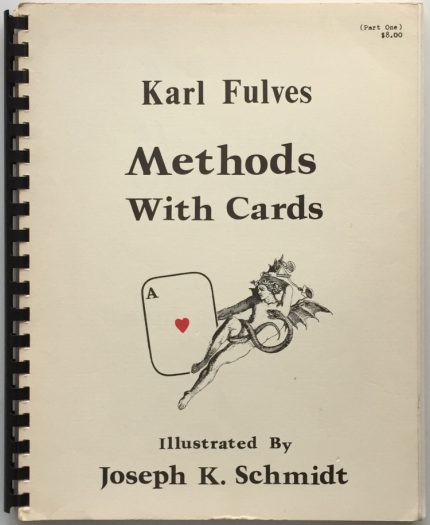 (Part One)
$8.00
Karl Fulves
Methods
With Cards
A
Illustrated By
Joseph K. Schmidt